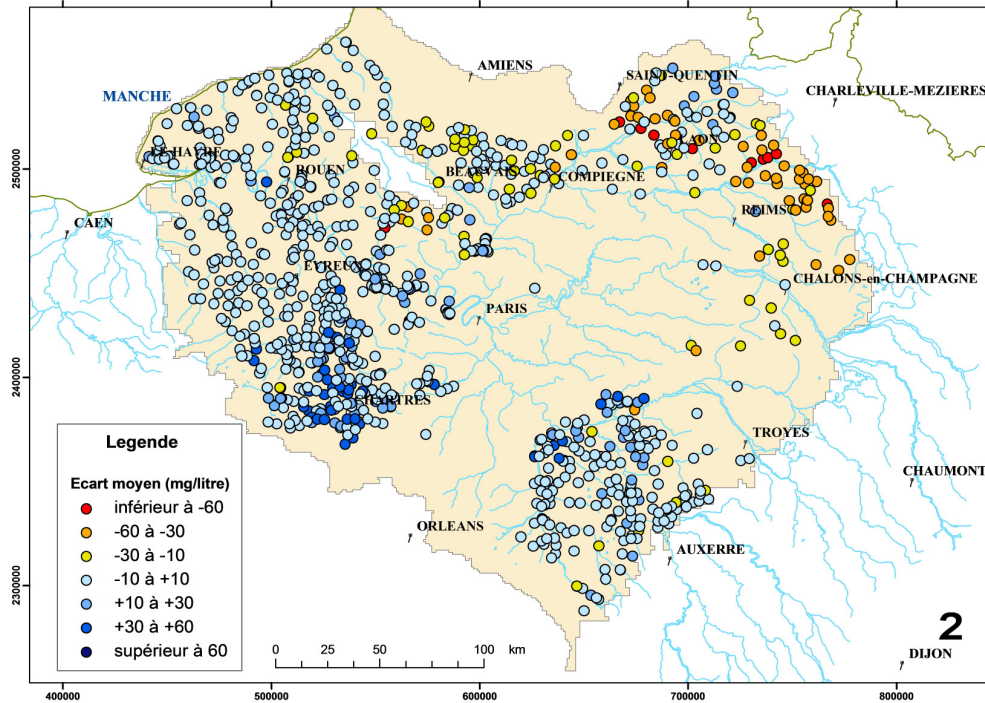 AMIENS
SAINT-QUENTIN
CHARLEVILLE-MEZIERES
MANCHE
LAON
LE HAVRE
ROUEN
BEAUVAIS
COMPIEGNE
REIMS
CAEN
EVREUX
CHALONS-en-CHAMPAGNE
PARIS
CHARTRES
TROYES
CHAUMONT
ORLEANS
AUXERRE
DIJON
2500000
2400000
2300000
Legende
Ecart moyen (mg/litre)
inférieur à -60
-60 à -30
-30 à -10
-10 à +10
+10 à +30
+30 à +60
supérieur à 60
0 25 50 100 km
2
400000 500000 600000 700000 800000